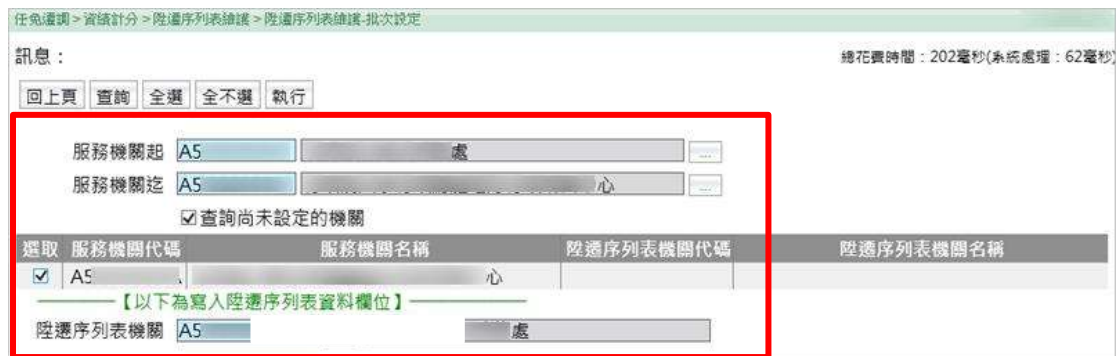 任免遷調>資績計分>陞遷序列表維護>陞遷序列表維護-批次設定
訊息：
總花費時間：202毫秒(系統處理：62毫秒)
回上頁 查詢 全選 全不選 執行
服務機關起 A5 處 ...
服務機關迄 A5 心 ...
☑查詢尚未設定的機關
選取 服務機關代碼 服務機關名稱 陞遷序列表機關代碼 陞遷序列表機關名稱
☑ A5 心
【以下為寫入陞遷序列表資料欄位】
陞遷序列表機關 A5 處